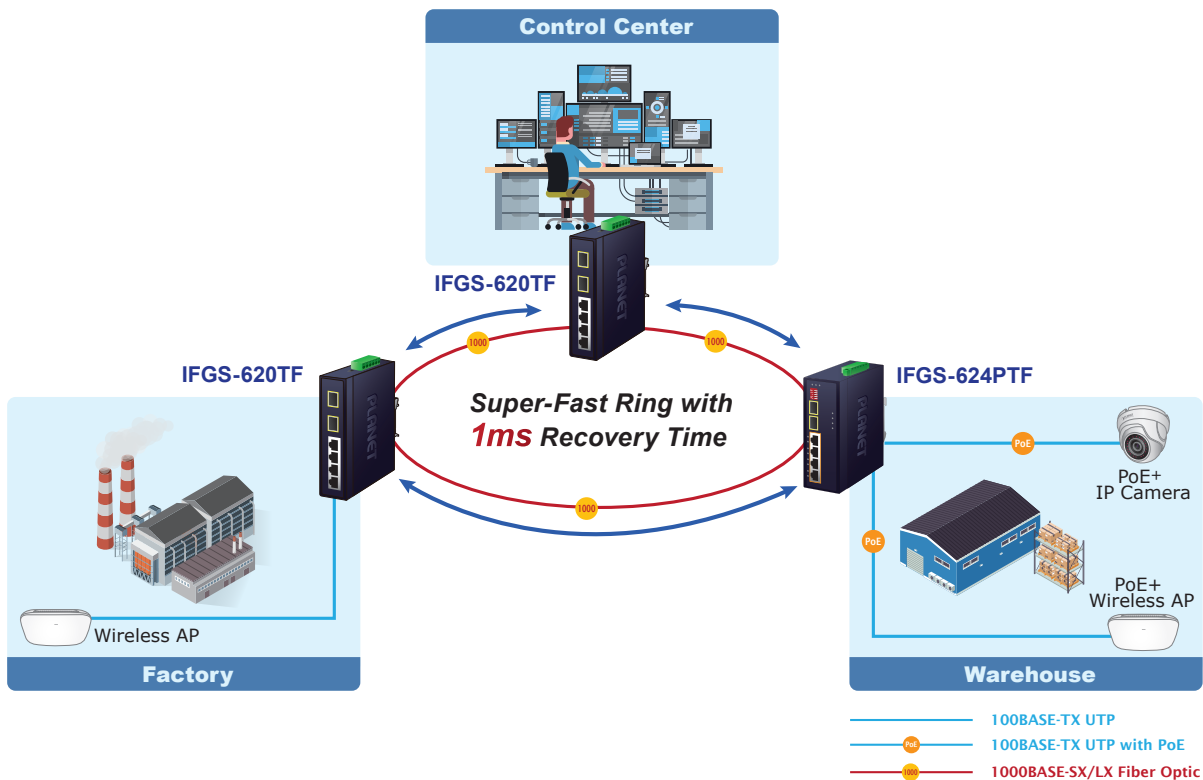 Control Center
IFGS-620TF
PLANET
1000
1000
IFGS-620TF
PLANET
IFGS-624PTF
PLANET
Super-Fast Ring with
1ms Recovery Time
PoE
PoE+
IP Camera
1000
PoE
PoE+
Wireless AP
Wireless AP
Factory
Warehouse
100BASE-TX UTP
PoE
100BASE-TX UTP with PoE
1000
1000BASE-SX/LX Fiber Optic